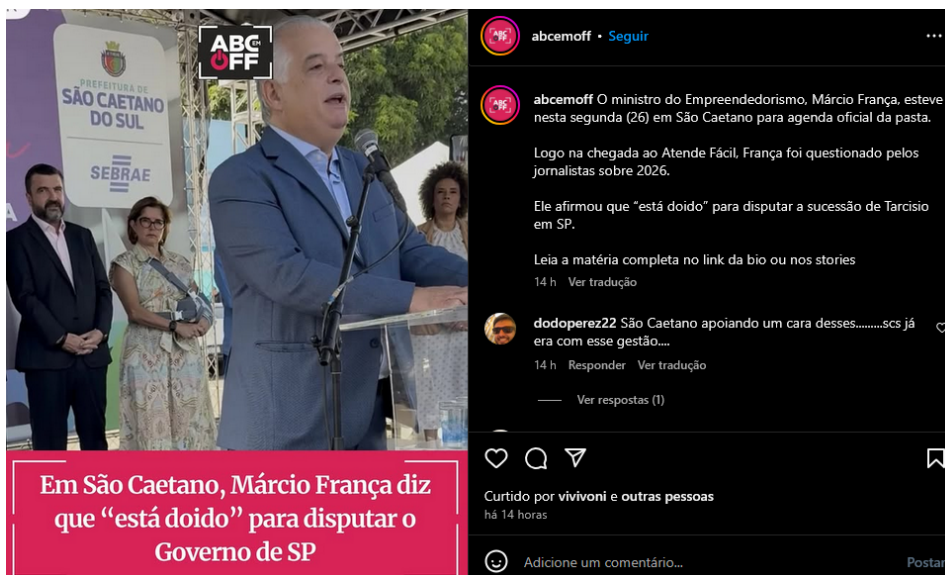 ABC EM
OFF
PREFEITURA DE
SÃO CAETANO
DO SUL
SEBRAE
A
Em São Caetano, Márcio França diz
que “está doido” para disputar o
Governo de SP
abcemoff • Seguir
abcemoff O ministro do Empreendedorismo, Márcio França, esteve
nesta segunda (26) em São Caetano para agenda oficial da pasta.
Logo na chegada ao Atende Fácil, França foi questionado pelos
jornalistas sobre 2026.
Ele afirmou que “está doido” para disputar a sucessão de Tarcisio
em SP.
Leia a matéria completa no link da bio ou nos stories
14 h Ver tradução
dodoperez22 São Caetano apoiando um cara desses.........scs já
era com esse gestão....
14 h Responder Ver tradução
Ver respostas (1)
Curtido por vivivoni e outras pessoas
há 14 horas
Adicione um comentário...
Postar